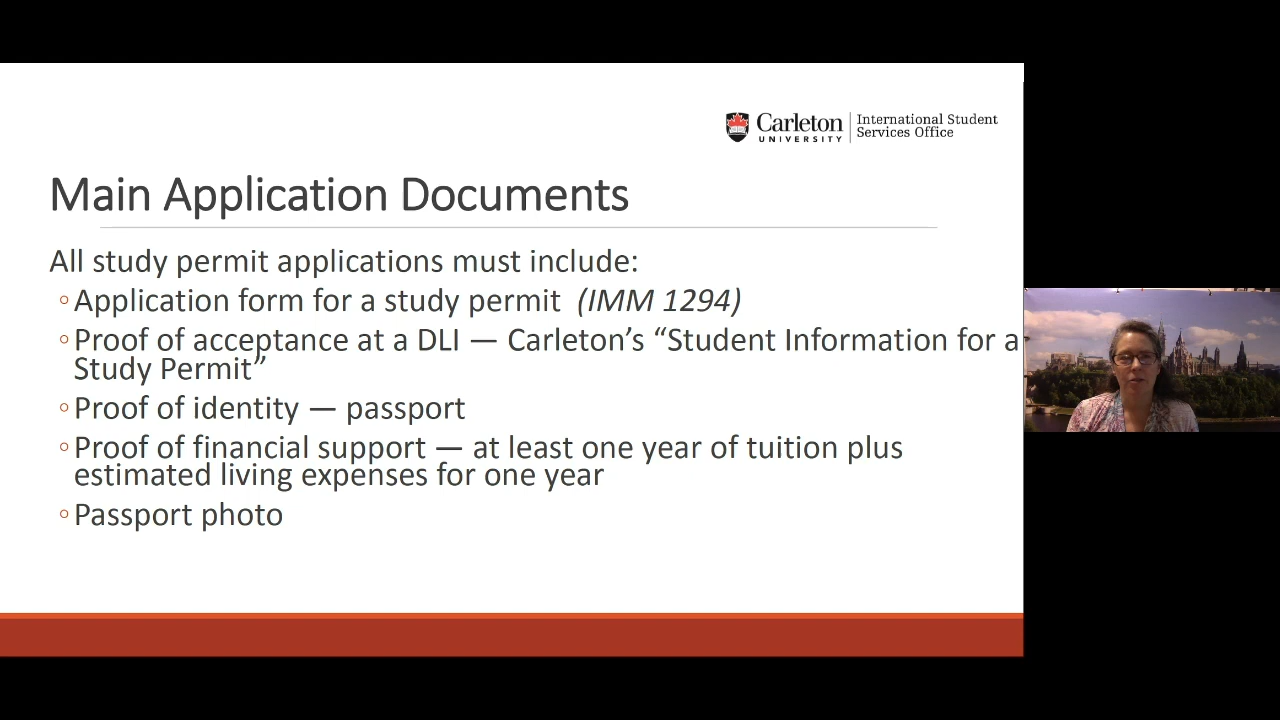 Carleton
UNIVERSITY
International Student
Services Office
Main Application Documents
All study permit applications must include:
◦Application form for a study permit (IMM 1294)
◦Proof of acceptance at a DLI — Carleton’s “Student Information for a
Study Permit”
◦Proof of identity — passport
◦Proof of financial support — at least one year of tuition plus
estimated living expenses for one year
◦Passport photo